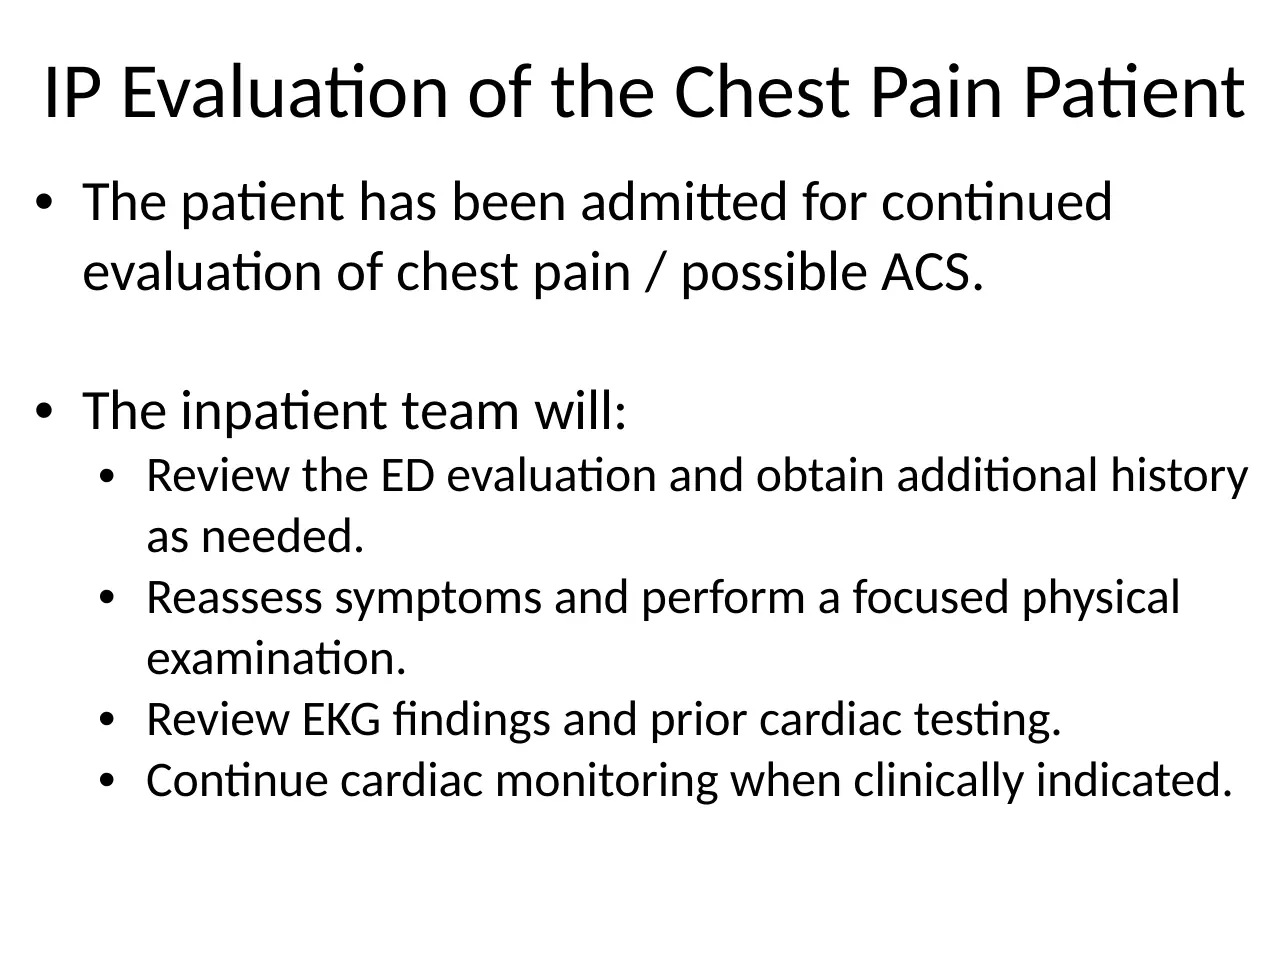 IP Evaluation of the Chest Pain Patient
• The patient has been admitted for continued
evaluation of chest pain / possible ACS.
• The inpatient team will:
• Review the ED evaluation and obtain additional history
as needed.
• Reassess symptoms and perform a focused physical
examination.
• Review EKG findings and prior cardiac testing.
• Continue cardiac monitoring when clinically indicated.